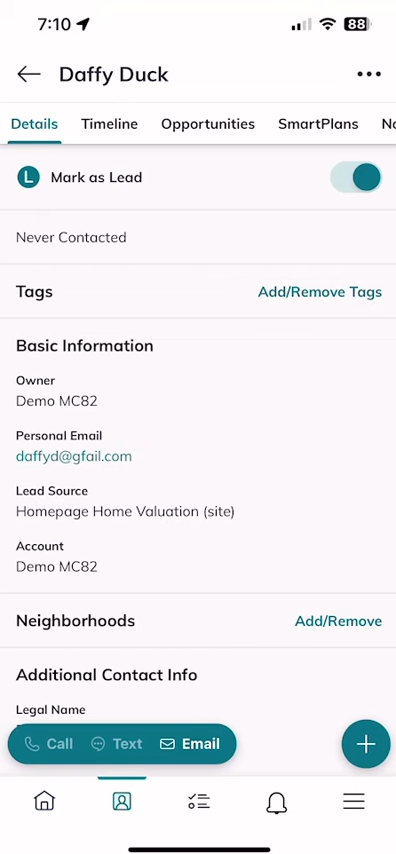 7:10
88
Daffy Duck
Details Timeline Opportunities SmartPlans No
L Mark as Lead
Never Contacted
Tags Add/Remove Tags
Basic Information
Owner
Demo MC82
Personal Email
daffyd@gfail.com
Lead Source
Homepage Home Valuation (site)
Account
Demo MC82
Neighborhoods Add/Remove
Additional Contact Info
Legal Name
Call Text Email